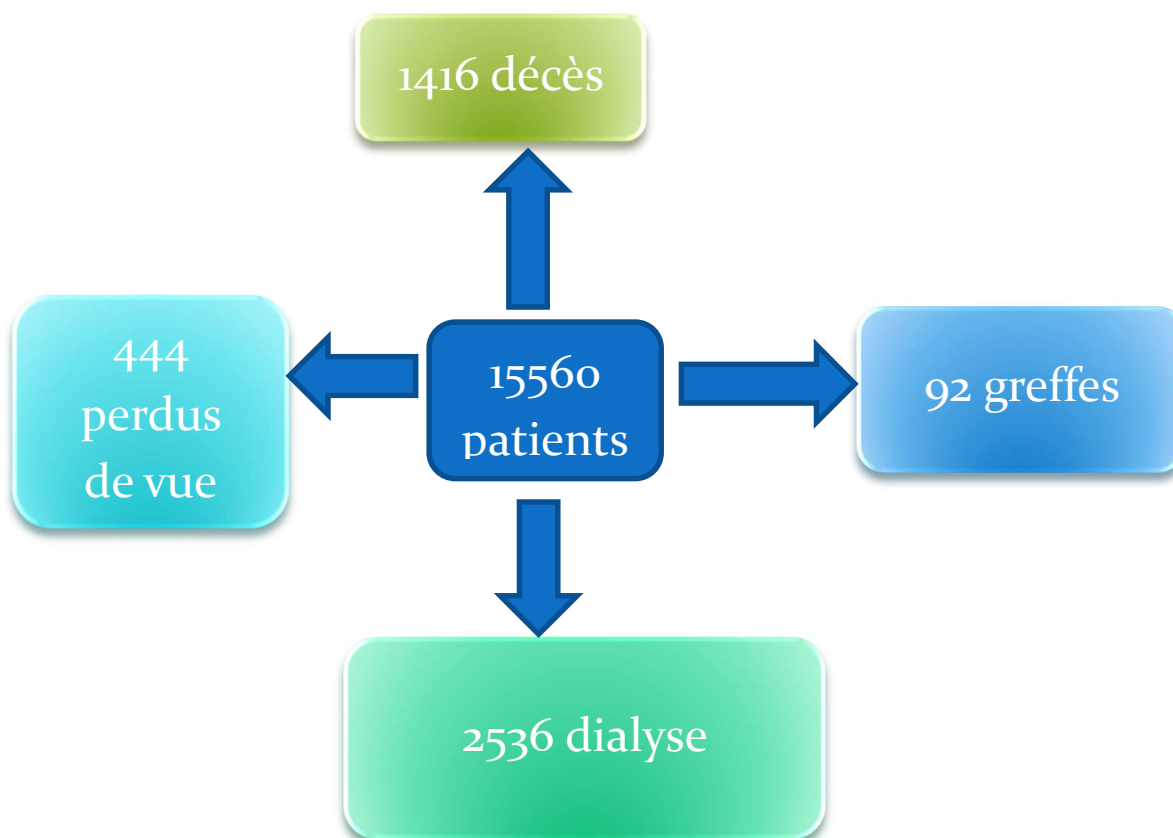 1416 décès
444
perdus
de vue
15560
patients
92 greffes
2536 dialyse